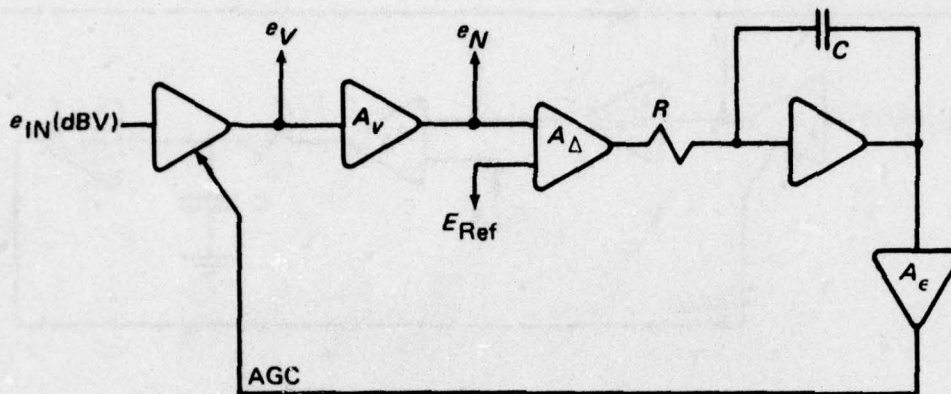 e_V
e_N
C
e_IN(dBV)
A_v
A_Δ
R
E_Ref
A_ϵ
AGC